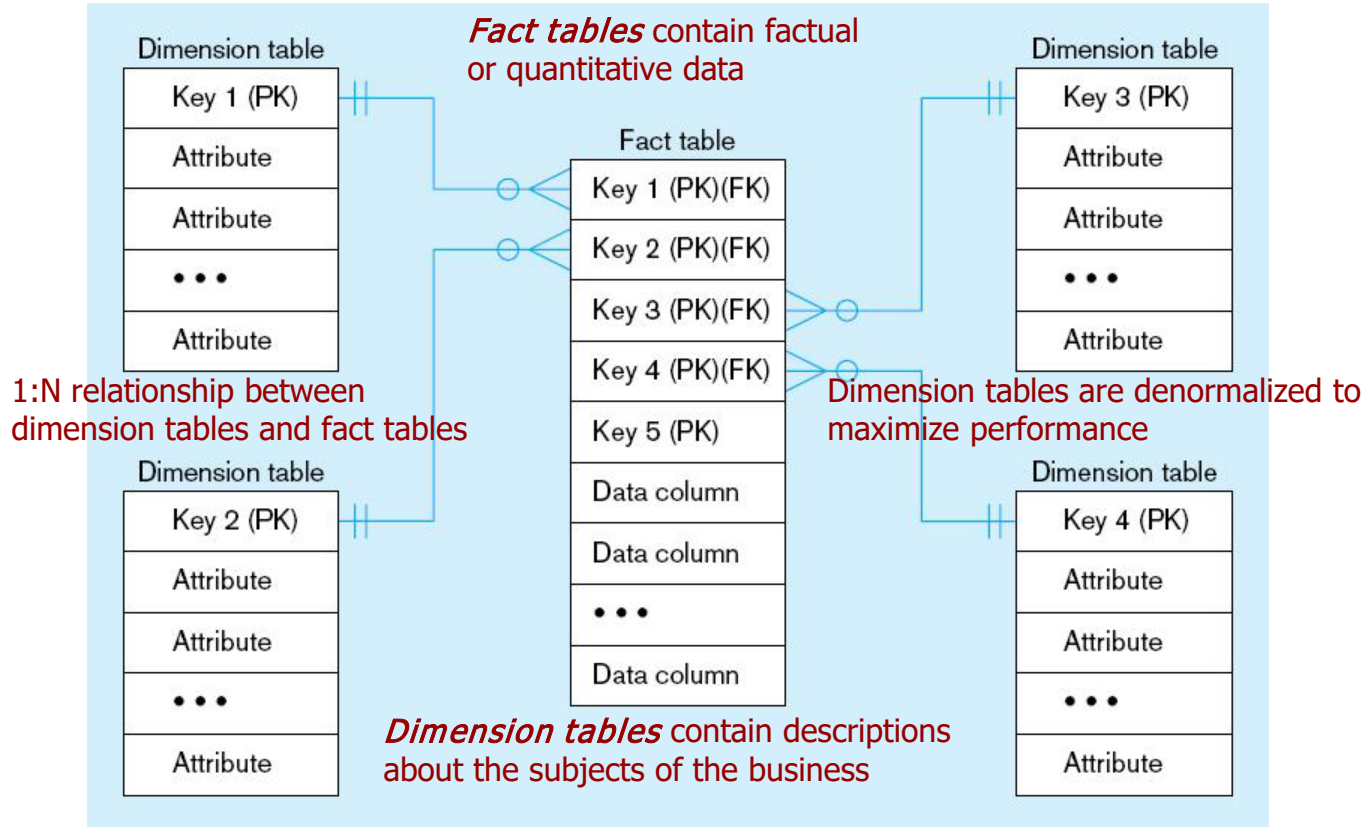 Fact tables contain factual
or quantitative data
Dimension table
Key 1 (PK)
Attribute
Attribute
•••
Attribute
1:N relationship between
dimension tables and fact tables
Dimension table
Key 2 (PK)
Attribute
Attribute
•••
Attribute
Fact table
Key 1 (PK)(FK)
Key 2 (PK)(FK)
Key 3 (PK)(FK)
Key 4 (PK)(FK)
Key 5 (PK)
Data column
Data column
•••
Data column
Dimension tables contain descriptions
about the subjects of the business
Dimension table
Key 3 (PK)
Attribute
Attribute
•••
Attribute
Dimension tables are denormalized to
maximize performance
Dimension table
Key 4 (PK)
Attribute
Attribute
•••
Attribute